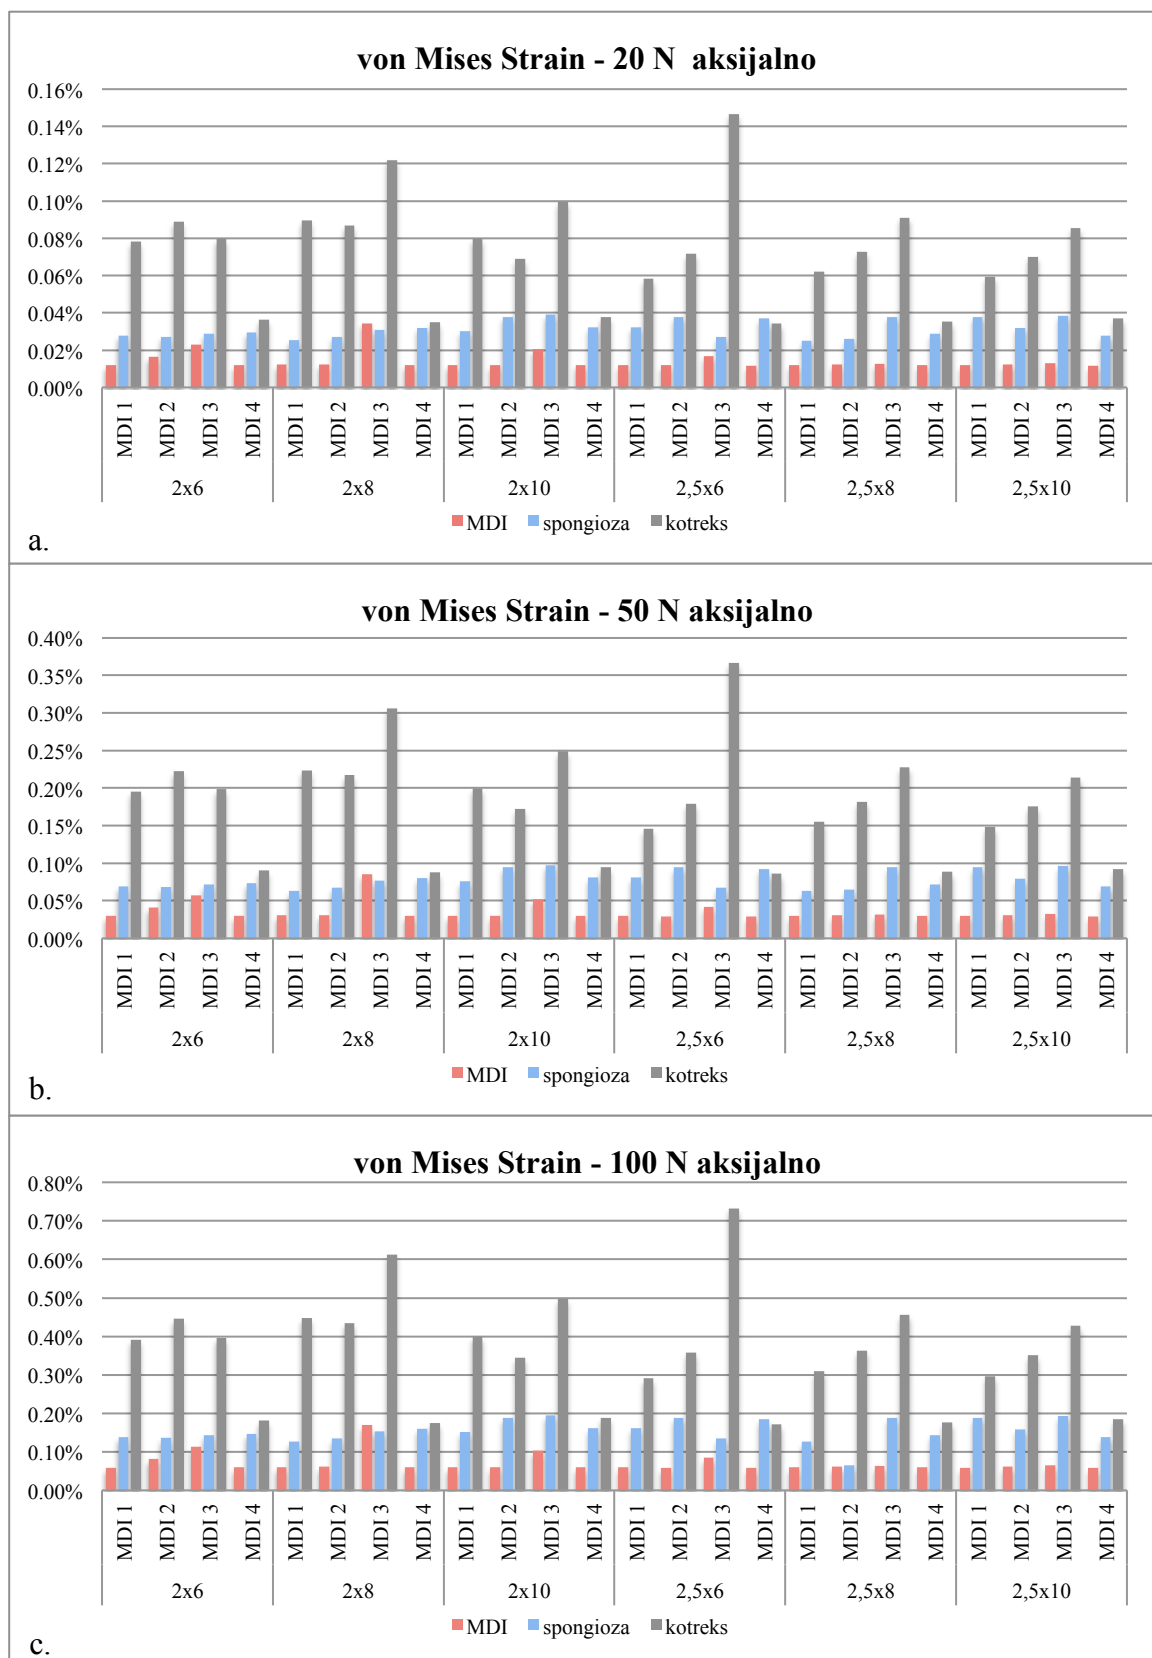 von Mises Strain - 20 N aksijalno
0.16%
0.14%
0.12%
0.10%
0.08%
0.06%
0.04%
0.02%
0.00%
MDI 1 MDI 2 MDI 3 MDI 4 MDI 1 MDI 2 MDI 3 MDI 4 MDI 1 MDI 2 MDI 3 MDI 4 MDI 1 MDI 2 MDI 3 MDI 4 MDI 1 MDI 2 MDI 3 MDI 4 MDI 1 MDI 2 MDI 3 MDI 4
2x6 2x8 2x10 2,5x6 2,5x8 2,5x10
MDI spongioza kotreks
a.
von Mises Strain - 50 N aksijalno
0.40%
0.35%
0.30%
0.25%
0.20%
0.15%
0.10%
0.05%
0.00%
MDI 1 MDI 2 MDI 3 MDI 4 MDI 1 MDI 2 MDI 3 MDI 4 MDI 1 MDI 2 MDI 3 MDI 4 MDI 1 MDI 2 MDI 3 MDI 4 MDI 1 MDI 2 MDI 3 MDI 4 MDI 1 MDI 2 MDI 3 MDI 4
2x6 2x8 2x10 2,5x6 2,5x8 2,5x10
MDI spongioza kotreks
b.
von Mises Strain - 100 N aksijalno
0.80%
0.70%
0.60%
0.50%
0.40%
0.30%
0.20%
0.10%
0.00%
MDI 1 MDI 2 MDI 3 MDI 4 MDI 1 MDI 2 MDI 3 MDI 4 MDI 1 MDI 2 MDI 3 MDI 4 MDI 1 MDI 2 MDI 3 MDI 4 MDI 1 MDI 2 MDI 3 MDI 4 MDI 1 MDI 2 MDI 3 MDI 4
2x6 2x8 2x10 2,5x6 2,5x8 2,5x10
MDI spongioza kotreks
c.